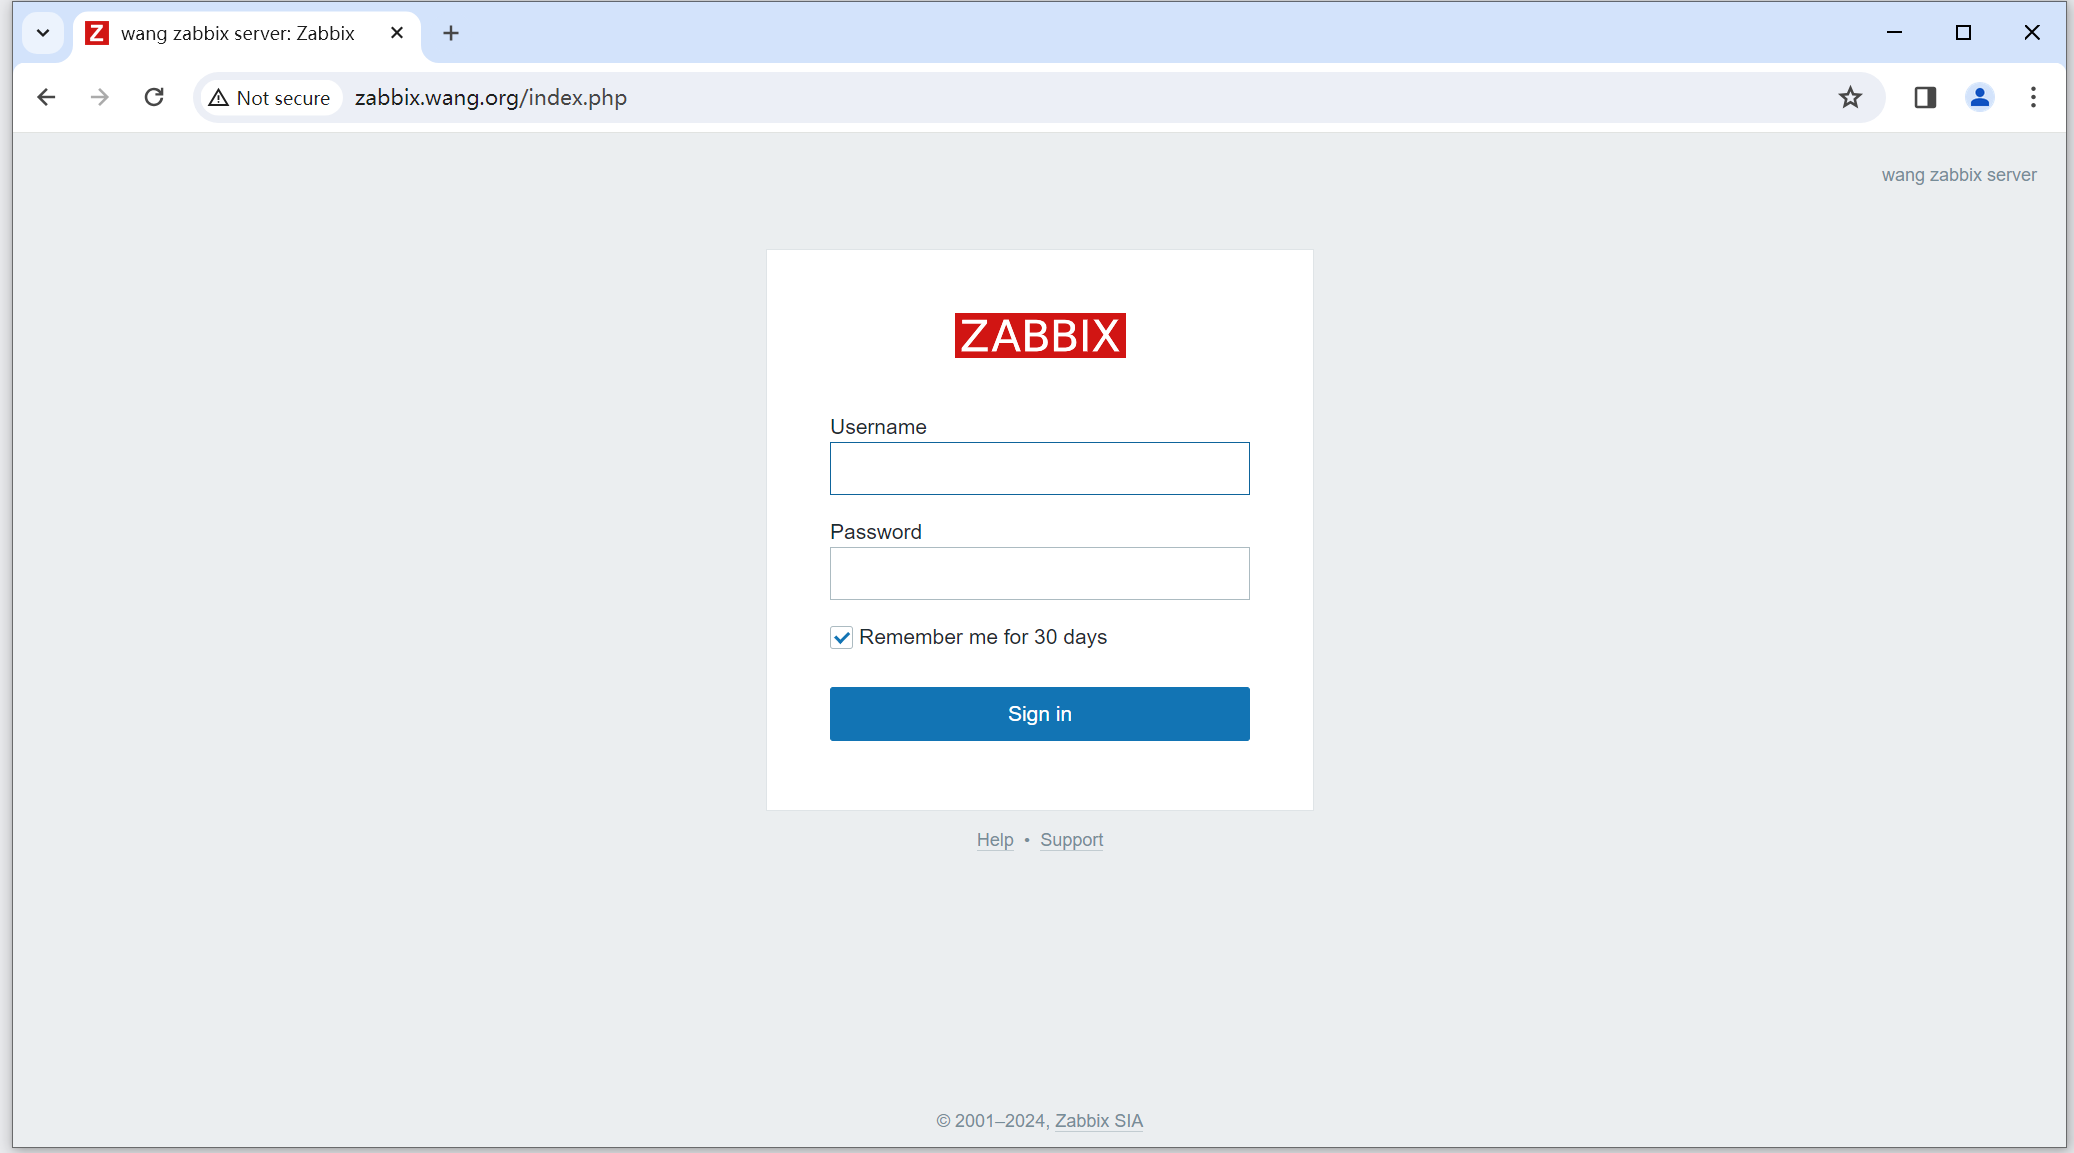 Z wang zabbix server: Zabbix
Not secure zabbix.wang.org/index.php
wang zabbix server
ZABBIX
Username
Password
Remember me for 30 days
Sign in
Help • Support
© 2001–2024, Zabbix SIA